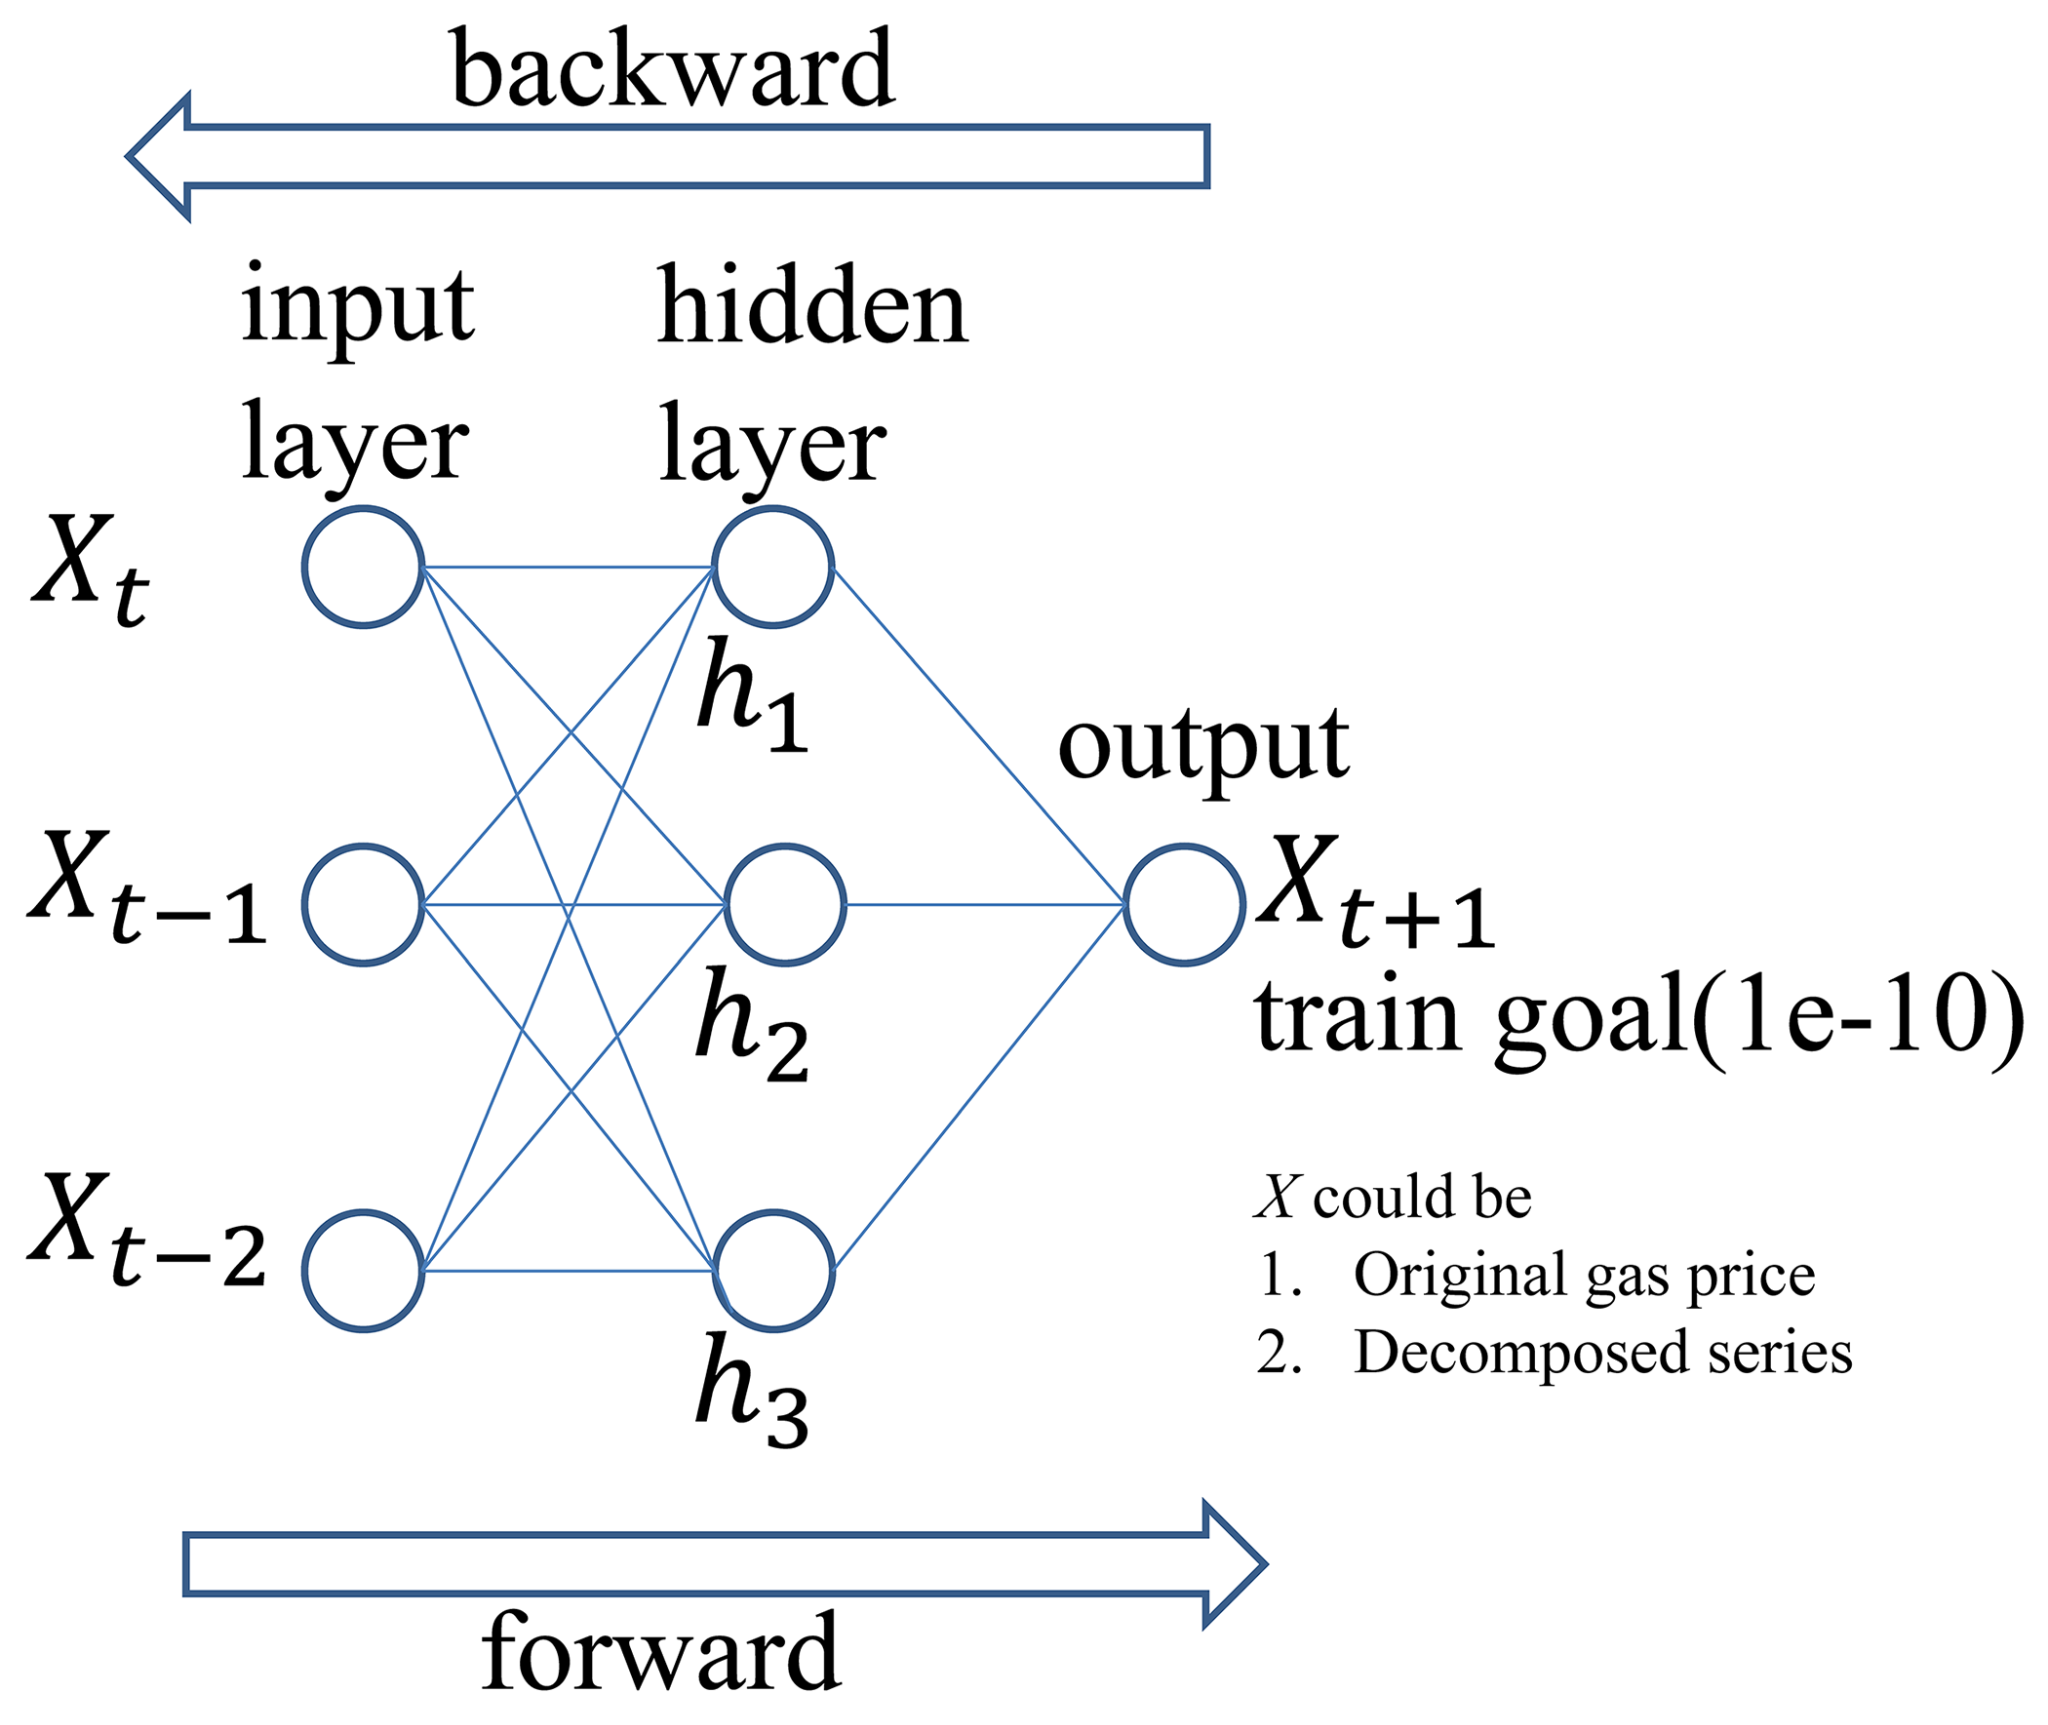 backward
input hidden
layer layer
X_t
h_1
output
X_{t-1}
X_{t+1}
h_2
train goal(1e-10)
X_{t-2}
X could be
1. Original gas price
2. Decomposed series
h_3
forward